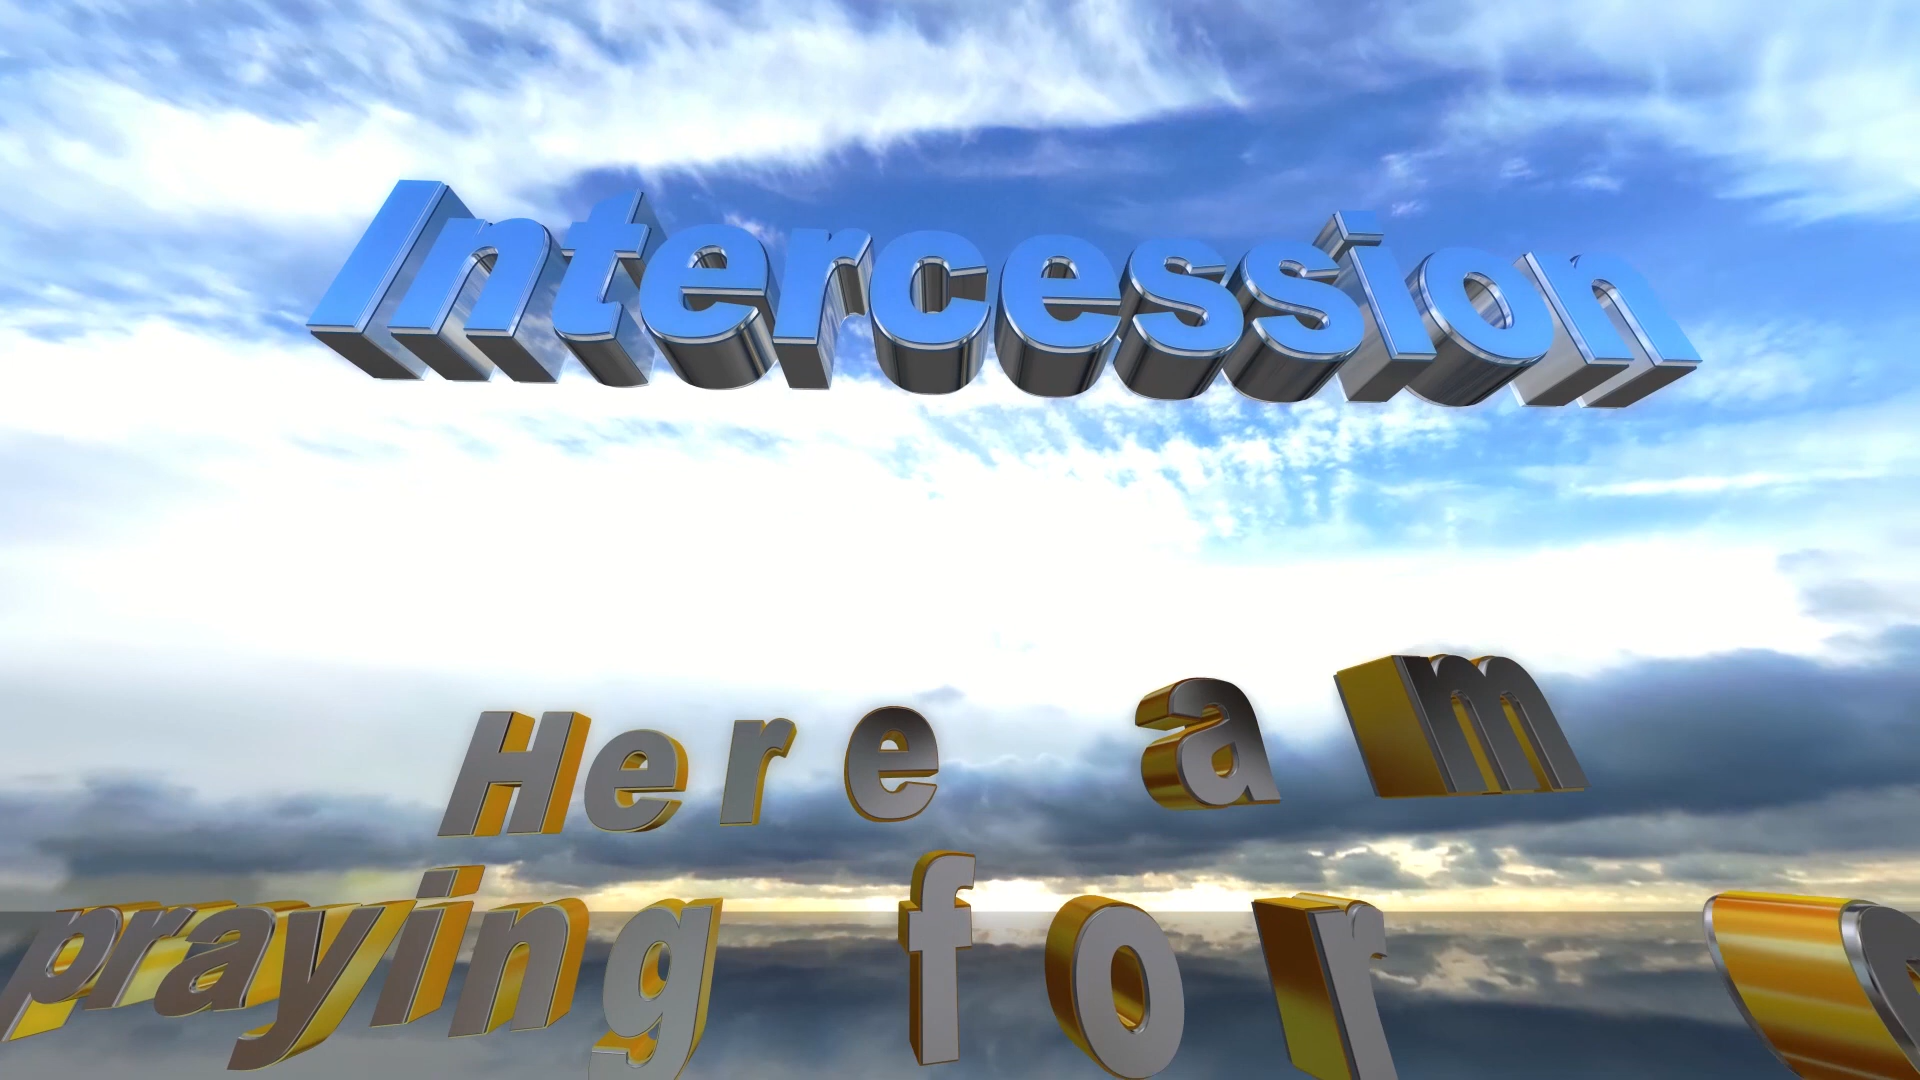 Intercession
Here am
praying for